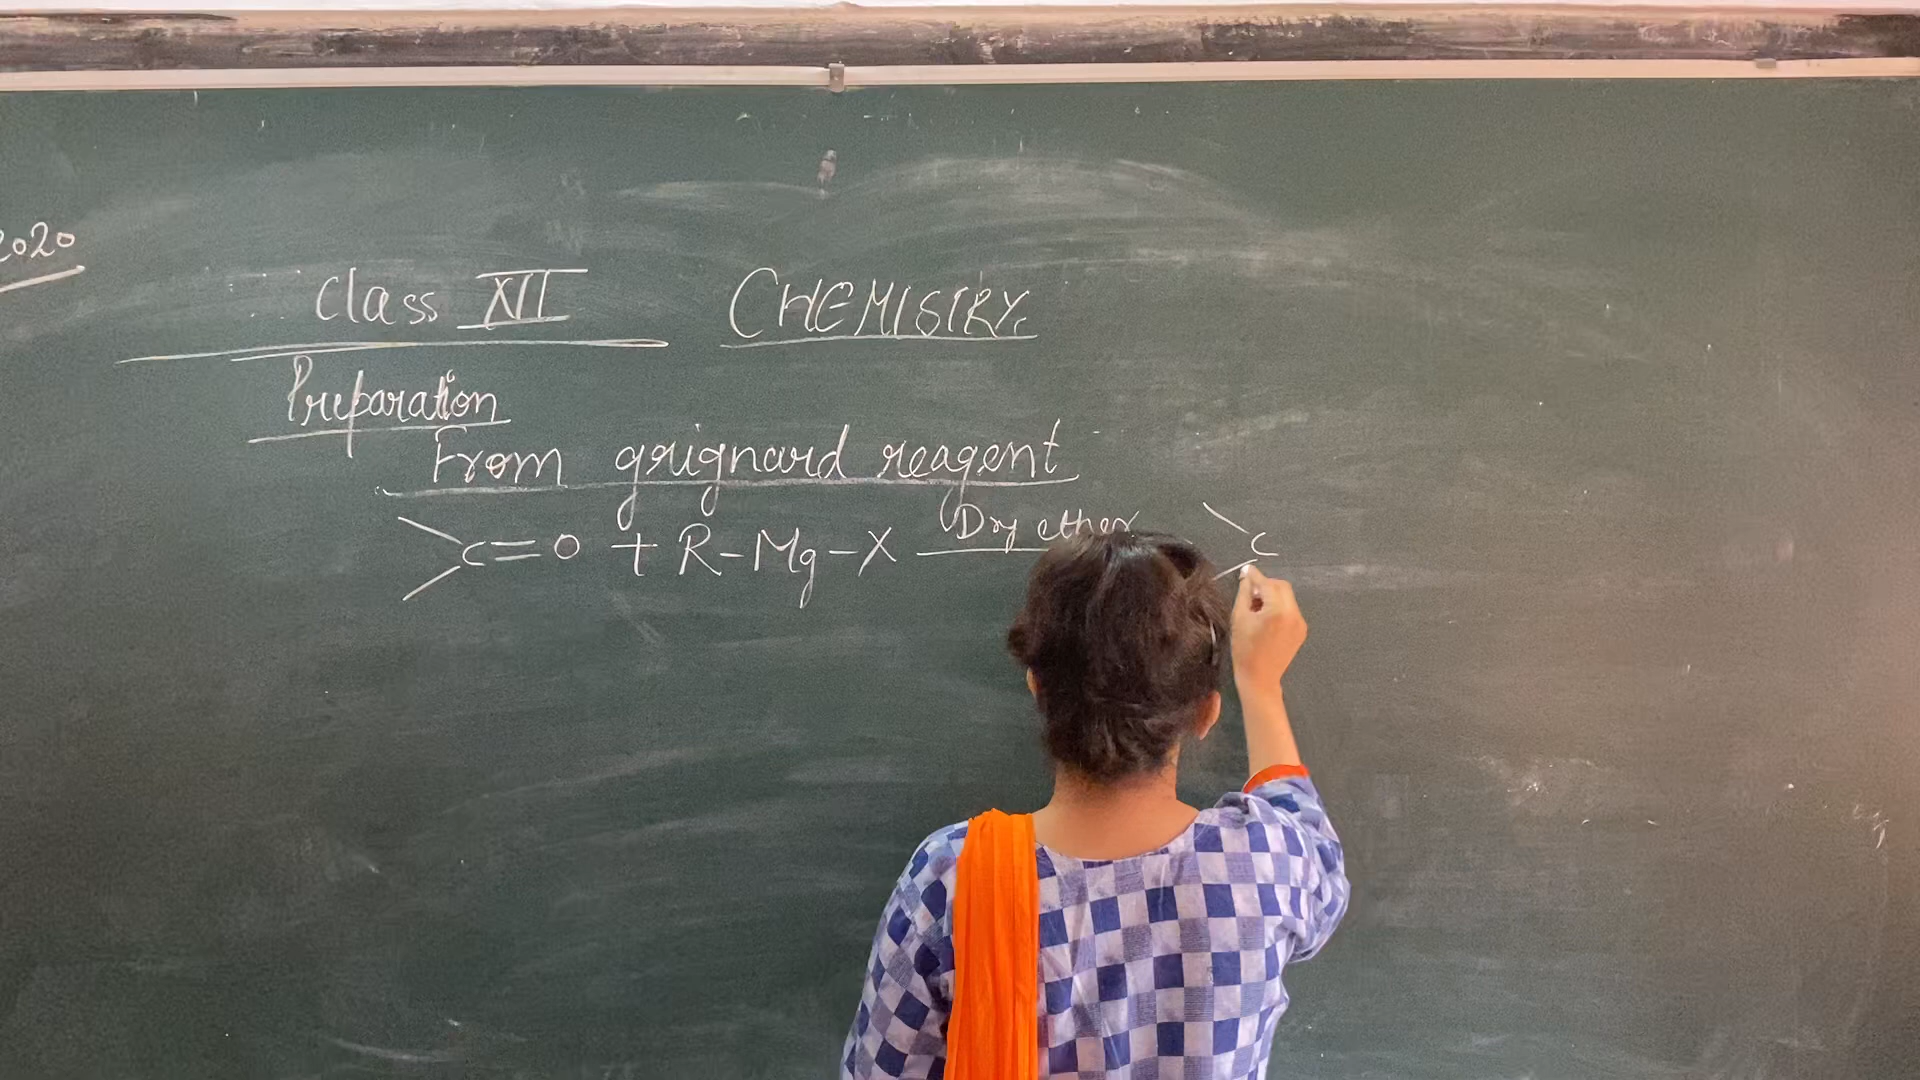 2020
Class XII CHEMISTRY
Preparation
From grignard reagent
C=O + R-Mg-X Dry ether C